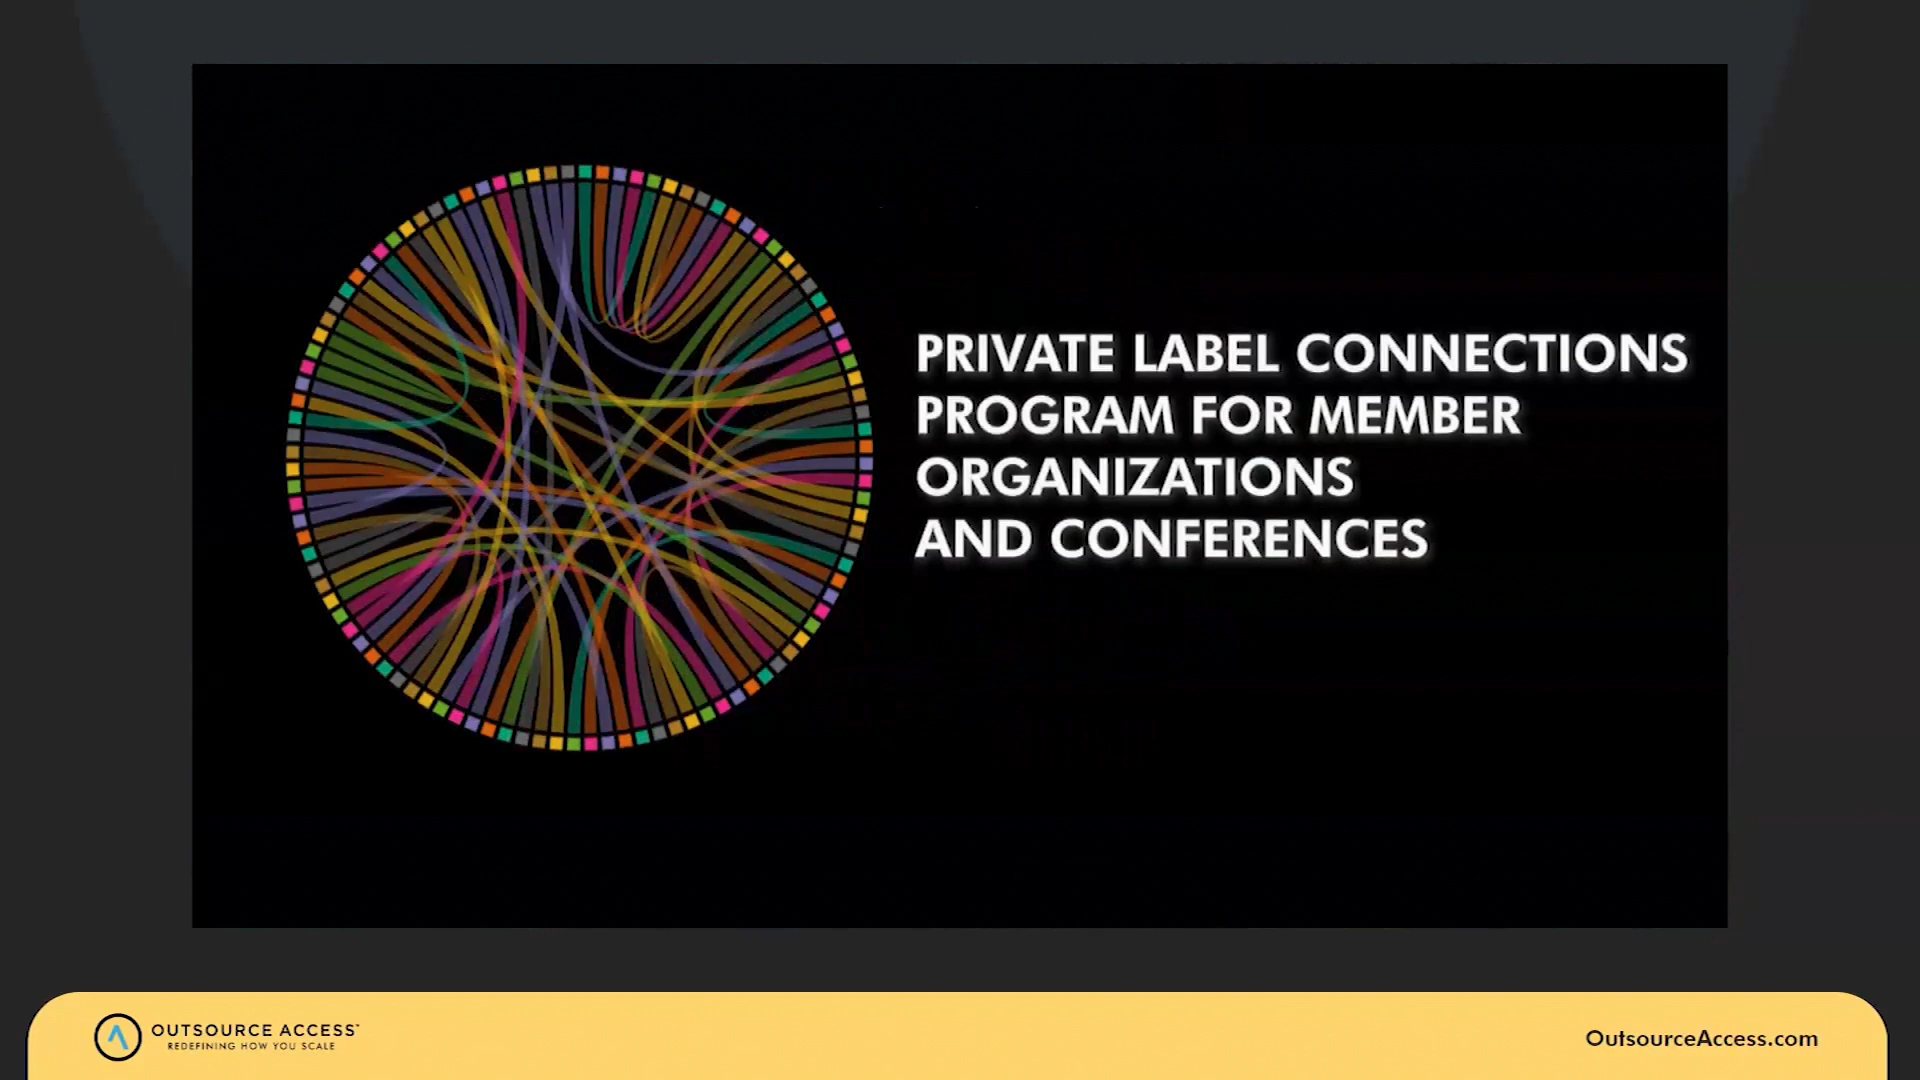 PRIVATE LABEL CONNECTIONS
PROGRAM FOR MEMBER
ORGANIZATIONS
AND CONFERENCES
OUTSOURCE ACCESS
REDEFINING HOW YOU SCALE
OutsourceAccess.com